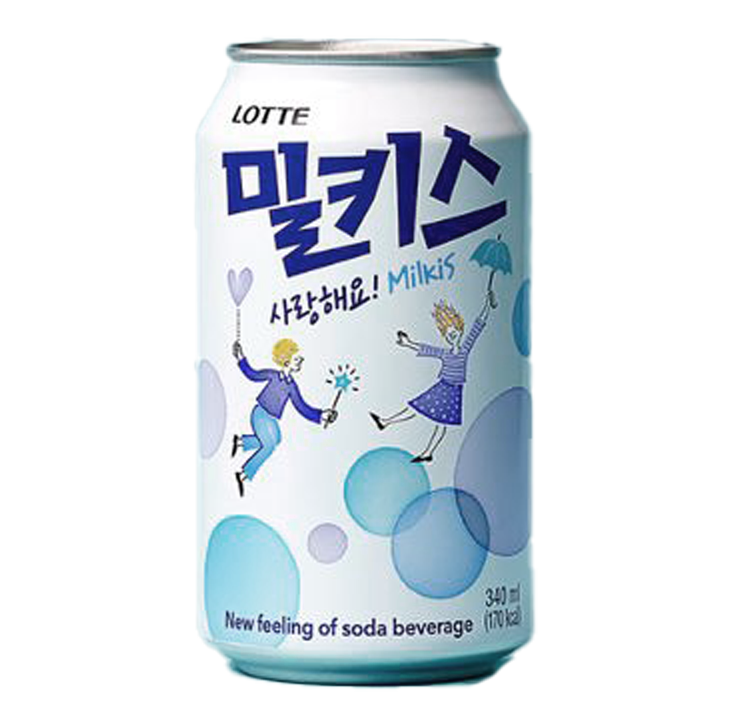 LOTTE
밀키스
사랑해요! Milkis
New feeling of soda beverage
340 ml
(170 kcal)